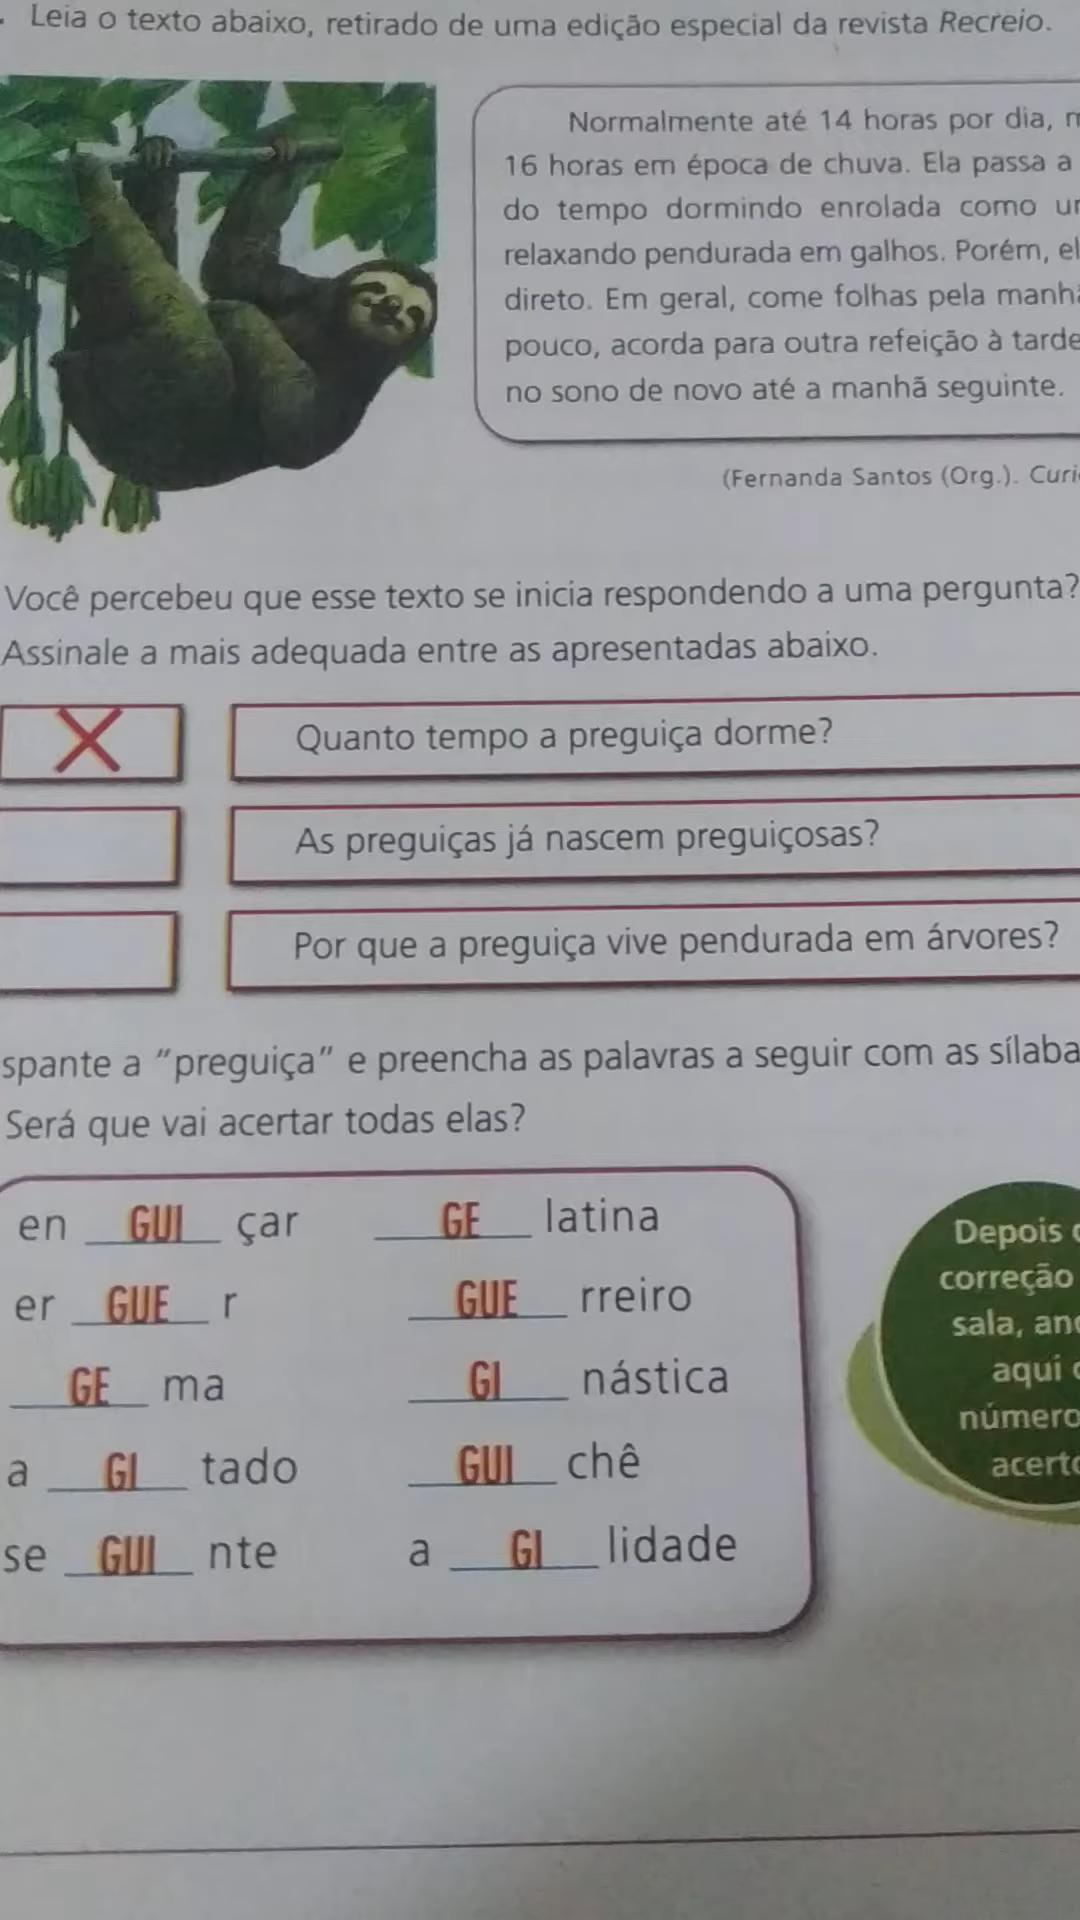 Leia o texto abaixo, retirado de uma edição especial da revista Recreio.
Normalmente até 14 horas por dia,
16 horas em época de chuva. Ela passa a
do tempo dormindo enrolada como
relaxando pendurada em galhos. Porém,
direto. Em geral, come folhas pela
pouco, acorda para outra refeição à tarde
no sono de novo até a manhã seguinte.
(Fernanda Santos (Org.).
Você percebeu que esse texto se inicia respondendo a uma pergunta?
Assinale a mais adequada entre as apresentadas abaixo.
X Quanto tempo a preguiça dorme?
As preguiças já nascem preguiçosas?
Por que a preguiça vive pendurada em árvores?
spante a “preguiça” e preencha as palavras a seguir com as
Será que vai acertar todas elas?
en GUI çar GE latina
er GUE r GUE rreiro
GE ma GI nástica
a GI tado GUI chê
se GUI nte a GI lidade
Depois
correção
sala,
aqui